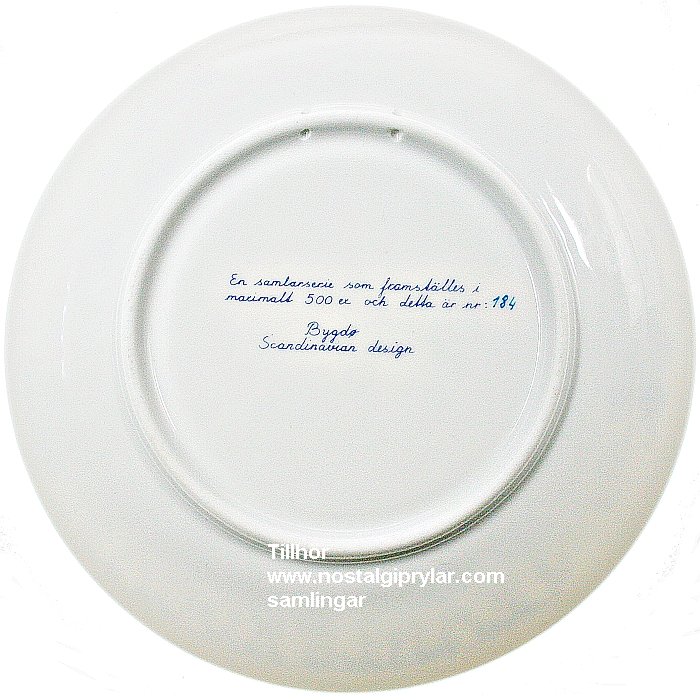 En samlarserie som framställes i
maximalt 500 ex och detta är nr: 184
Bygdø
Scandinavian design
Tillhör
www.nostalgiprylar.com
samlingar